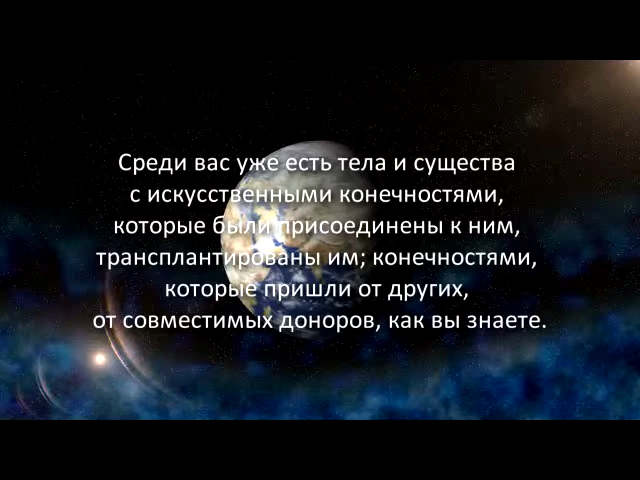 Среди вас уже есть тела и существа
с искусственными конечностями,
которые были присоединены к ним,
трансплантированы им; конечностями,
которые пришли от других,
от совместимых доноров, как вы знаете.